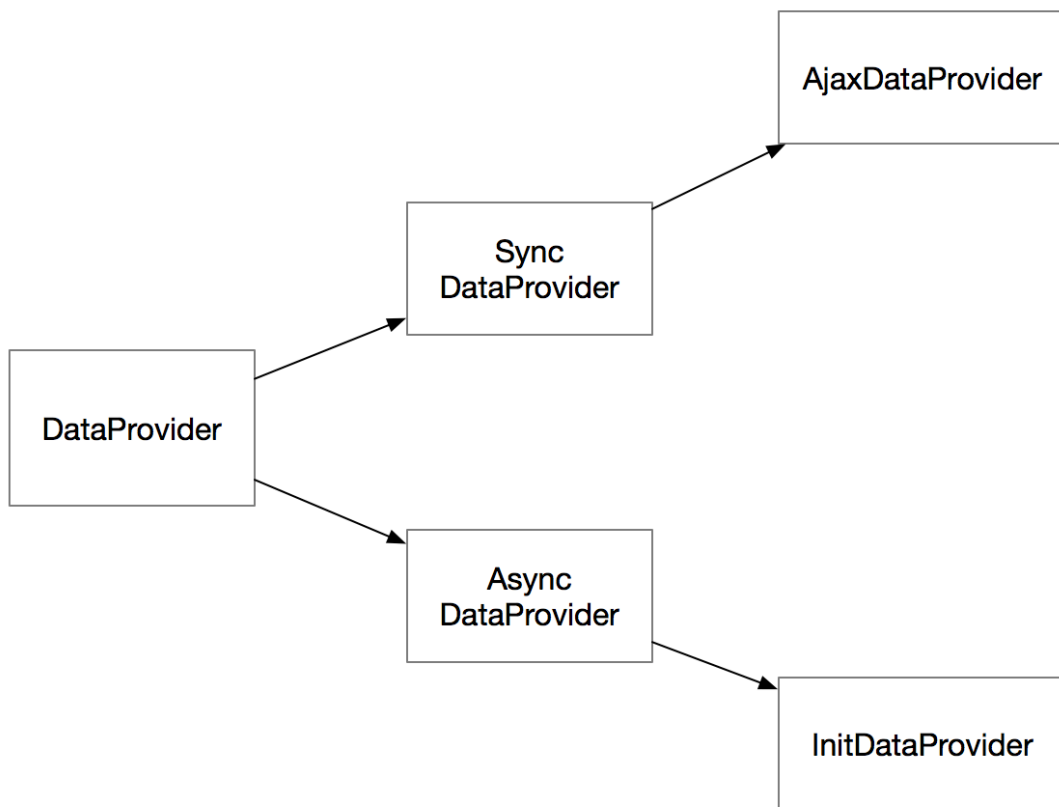 AjaxDataProvider
Sync
DataProvider
DataProvider
Async
DataProvider
InitDataProvider